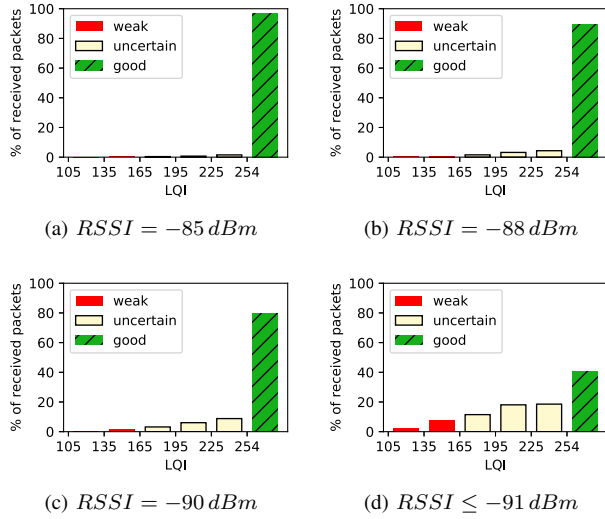 100
80
60
40
20
0
% of received packets
weak
uncertain
good
105 135 165 195 225 254
LQI
(a) RSSI = −85 dBm
100
80
60
40
20
0
% of received packets
weak
uncertain
good
105 135 165 195 225 254
LQI
(b) RSSI = −88 dBm
100
80
60
40
20
0
% of received packets
weak
uncertain
good
105 135 165 195 225 254
LQI
(c) RSSI = −90 dBm
100
80
60
40
20
0
% of received packets
weak
uncertain
good
105 135 165 195 225 254
LQI
(d) RSSI ≤ −91 dBm